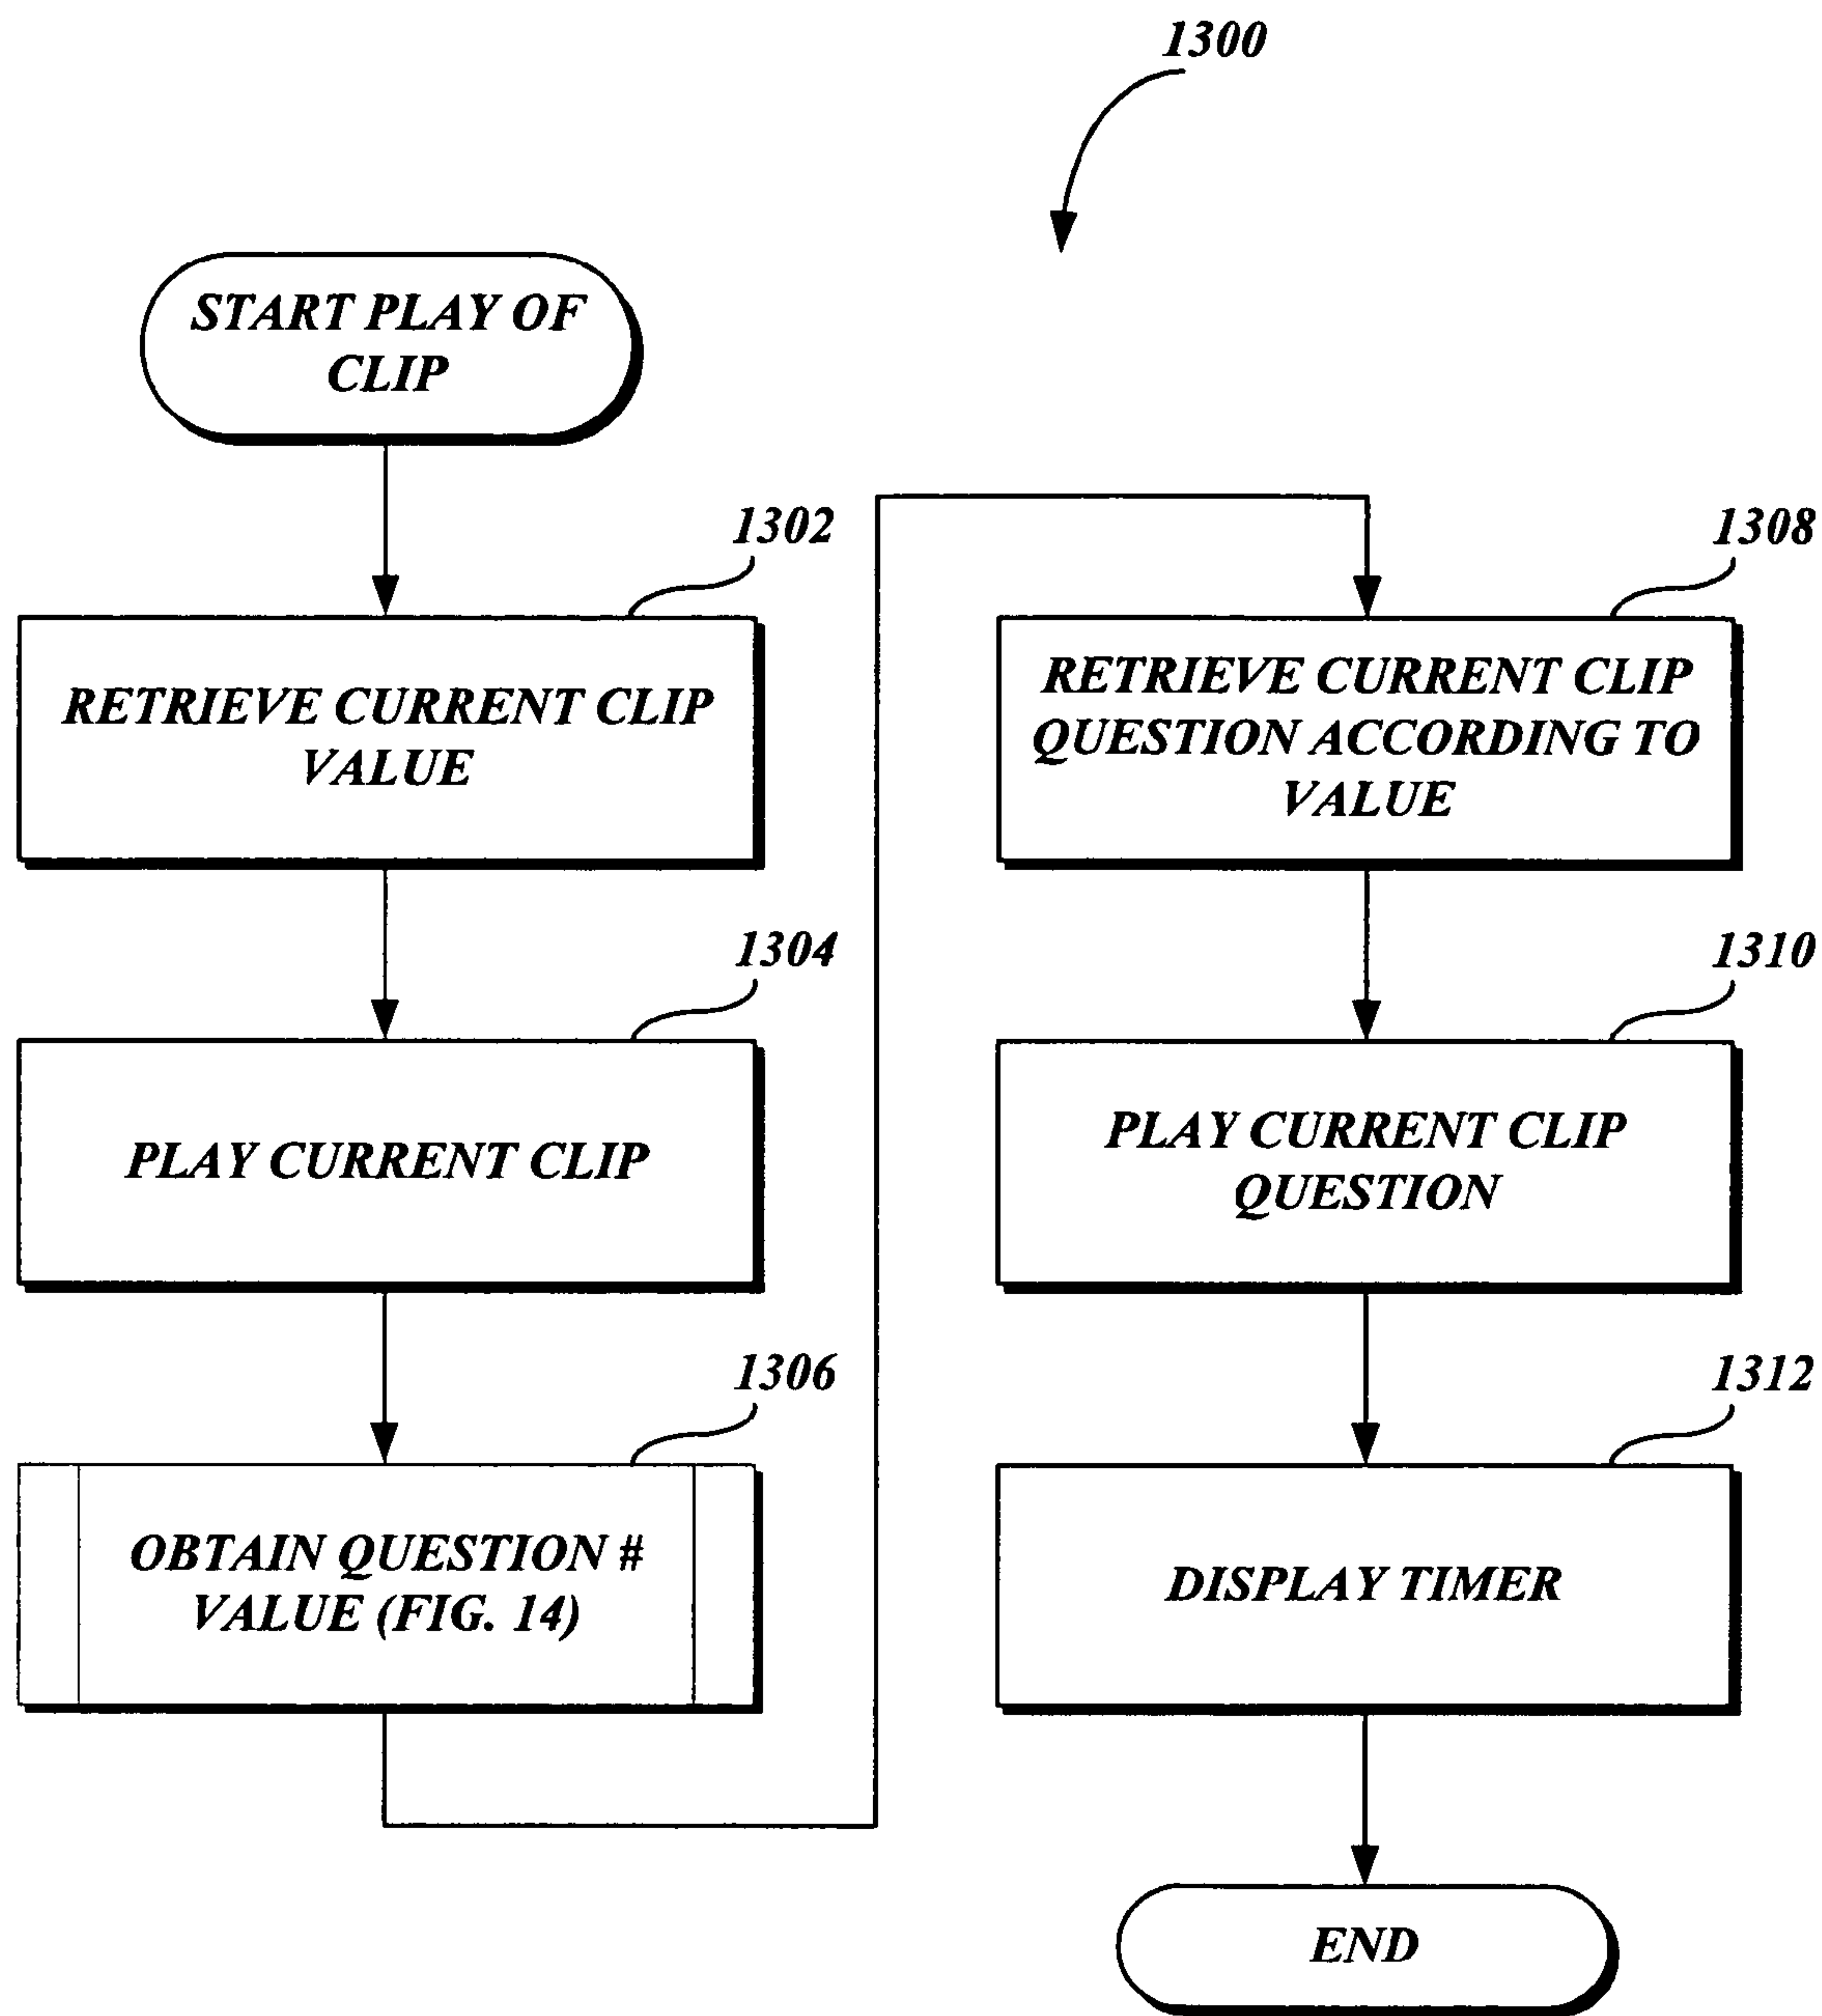 1300
START PLAY OF
CLIP
1302
RETRIEVE CURRENT CLIP
VALUE
1304
PLAY CURRENT CLIP
1306
OBTAIN QUESTION #
VALUE (FIG. 14)
1308
RETRIEVE CURRENT CLIP
QUESTION ACCORDING TO
VALUE
1310
PLAY CURRENT CLIP
QUESTION
1312
DISPLAY TIMER
END